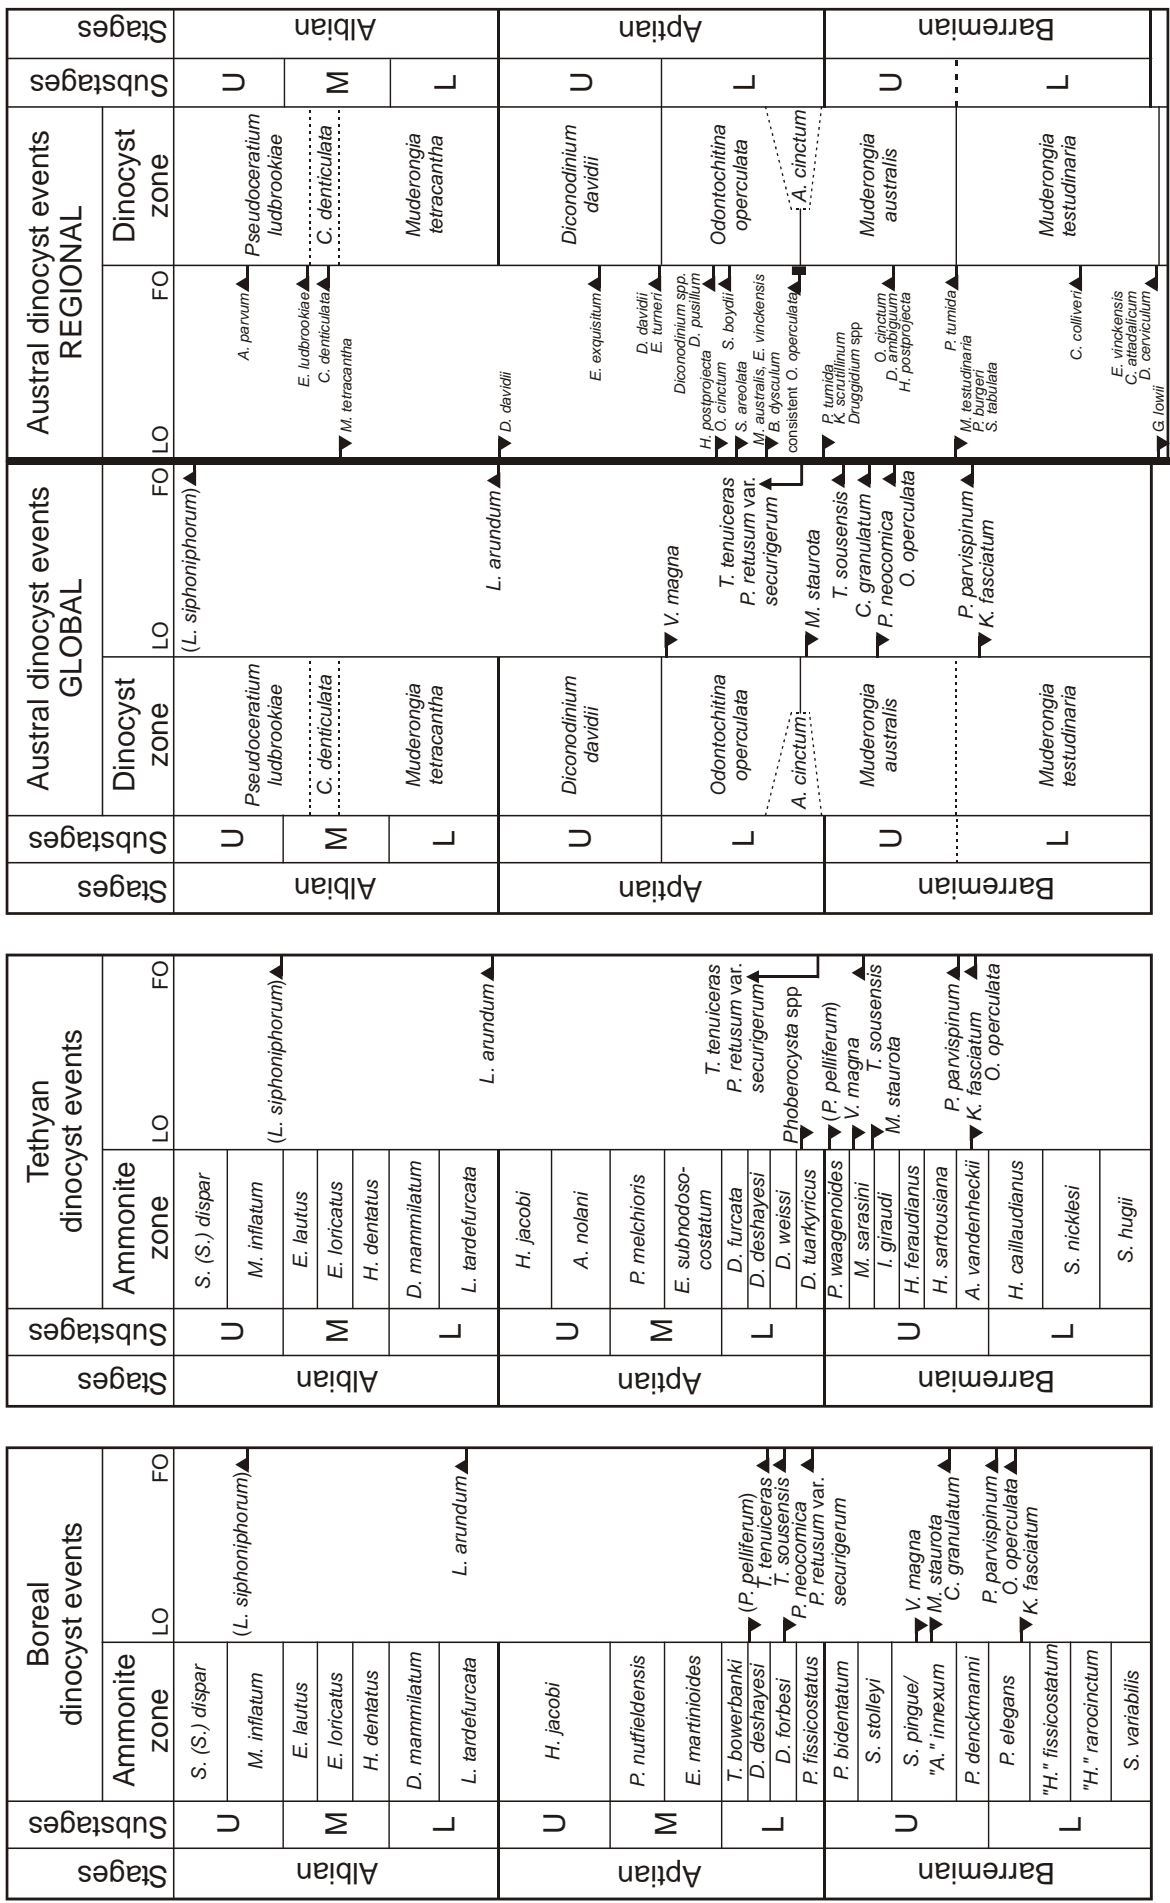 Boreal
dinocyst events
Stages
Substages
Ammonite
zone
LO
FO
Albian
U
M
L
S. (S.) dispar
M. inflatum
E. lautus
E. loricatus
H. dentatus
D. mammilatum
L. tardefurcata
(L. siphoniphorum)
L. arundum
Aptian
U
M
L
H. jacobi
P. nutfieldensis
E. martinioides
T. bowerbanki
D. deshayesi
D. forbesi
P. fissicostatus
(P. pelliferum)
T. tenuiceras
T. sousensis
P. neocomica
P. retusum var.
securigerum
Barremian
U
L
P. bidentatum
S. stolleyi
S. pingue/
"A." innexum
P. denckmanni
P. elegans
"H." fissicostatum
"H." rarocinctum
S. variabilis
V. magna
M. staurota
C. granulatum
P. parvispinum
O. operculata
K. fasciatum
Tethyan
dinocyst events
Stages
Substages
Ammonite
zone
LO
FO
Albian
U
M
L
S. (S.) dispar
M. inflatum
E. lautus
E. loricatus
H. dentatus
D. mammilatum
L. tardefurcata
(L. siphoniphorum)
L. arundum
Aptian
U
M
L
H. jacobi
A. nolani
P. melchioris
E. subnodoso-
costatum
D. furcata
D. deshayesi
D. weissi
D. tuarkyricus
T. tenuiceras
P. retusum var.
securigerum
Phoberocysta spp
Barremian
U
L
P. waagenoides
M. sarasini
I. giraudi
H. feraudianus
H. sartousiana
A. vandenheckii
H. caillaudianus
S. nicklesi
S. hugii
(P. pelliferum)
V. magna
T. sousensis
M. staurota
P. parvispinum
K. fasciatum
O. operculata
Austral dinocyst events
GLOBAL
Stages
Substages
Dinocyst
zone
LO
FO
Albian
U
M
L
Pseudoceratium
ludbrookiae
C. denticulata
Muderongia
tetracantha
(L. siphoniphorum)
L. arundum
Aptian
U
L
Diconodinium
davidii
Odontochitina
operculata
A. cinctum
V. magna
T. tenuiceras
P. retusum var.
securigerum
M. staurota
Barremian
U
L
Muderongia
australis
Muderongia
testudinaria
T. sousensis
C. granulatum
P. neocomica
O. operculata
P. parvispinum
K. fasciatum
Austral dinocyst events
REGIONAL
LO
FO
Dinocyst
zone
Substages
Stages
A. parvum
E. ludbrookiae
C. denticulata
M. tetracantha
Pseudoceratium
ludbrookiae
C. denticulata
Muderongia
tetracantha
U
M
L
Albian
D. davidii
E. exquisitum
D. davidii
E. turneri
Diconodinium spp.
D. pusillum
H. postprojecta
O. cinctum
S. boydii
S. areolata
M. australis, E. vinckensis
B. dysculum
consistent O. operculata
Diconodinium
davidii
Odontochitina
operculata
A. cinctum
U
L
Aptian
P. tumida
K. scrutillinum
Druggidium spp
O. cinctum
D. ambiguum
H. postprojecta
P. tumida
M. testudinaria
P. burgeri
S. tabulata
C. colliveri
E. vinckensis
C. attadalicum
D. cerviculum
G. lowii
Muderongia
australis
Muderongia
testudinaria
U
L
Barremian